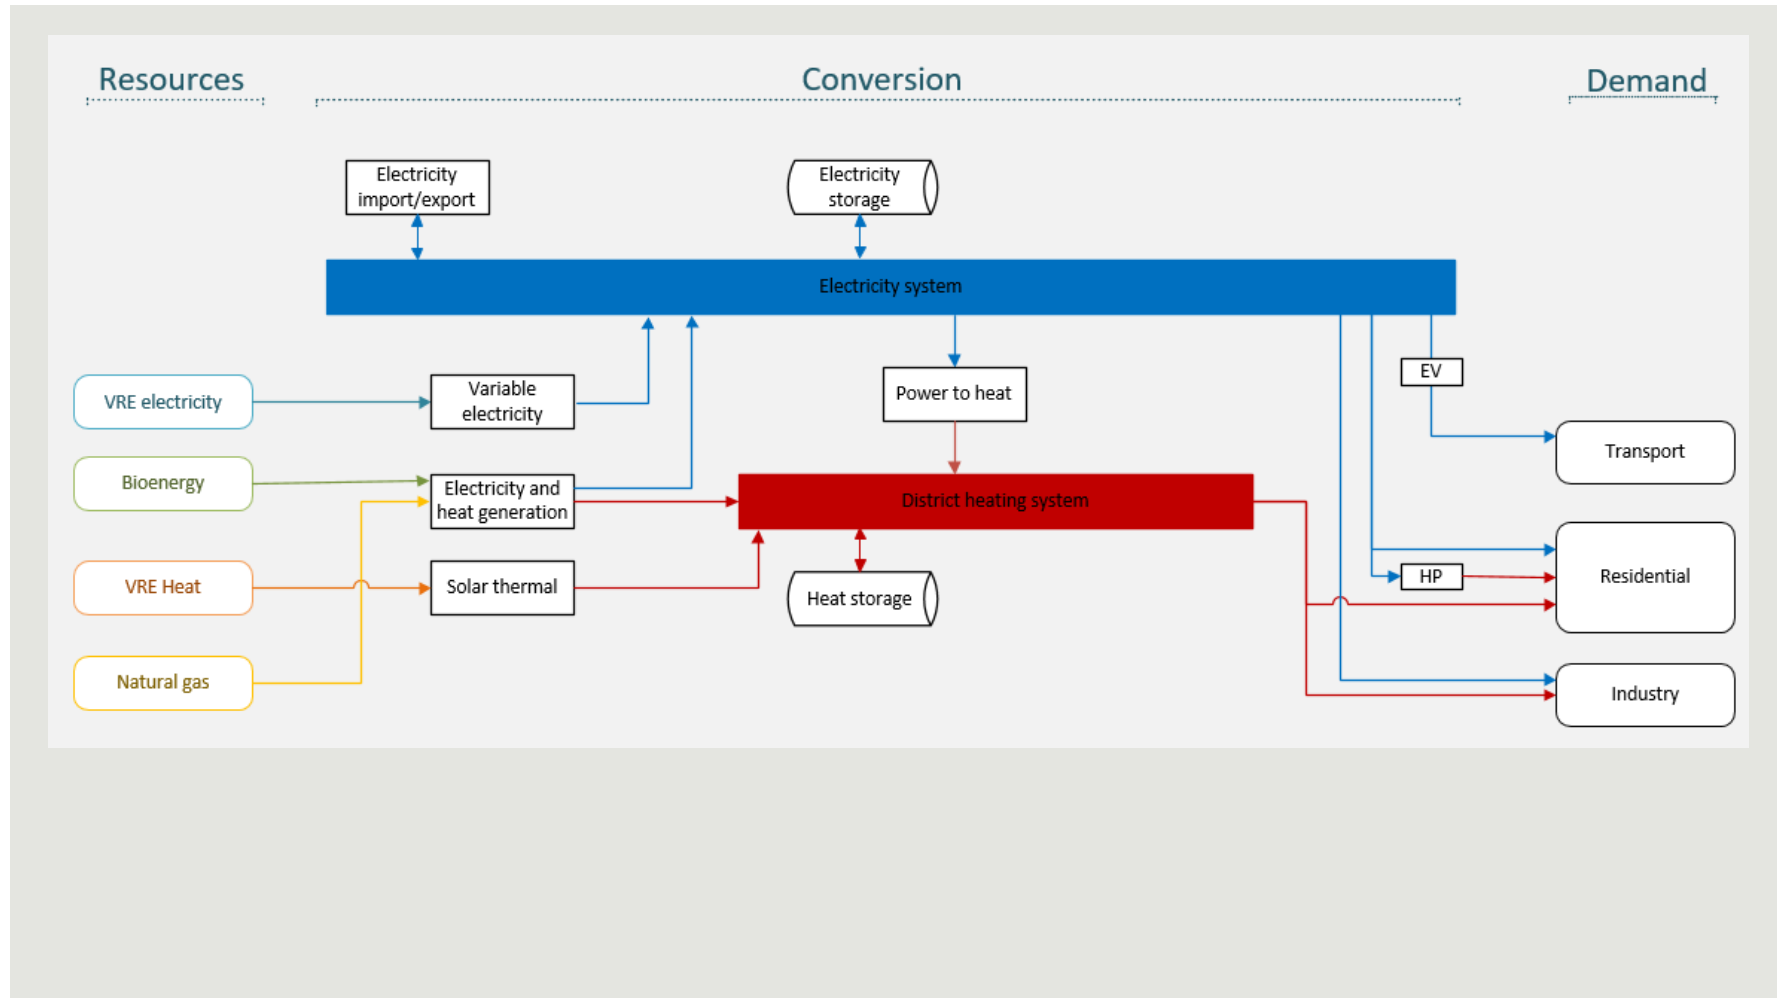 Resources
Conversion
Demand
Electricity
import/export
Electricity
storage
Electricity system
VRE electricity
Variable
electricity
Power to heat
EV
Transport
Bioenergy
Electricity and
heat generation
District heating system
VRE Heat
Solar thermal
Heat storage
HP
Residential
Natural gas
Industry